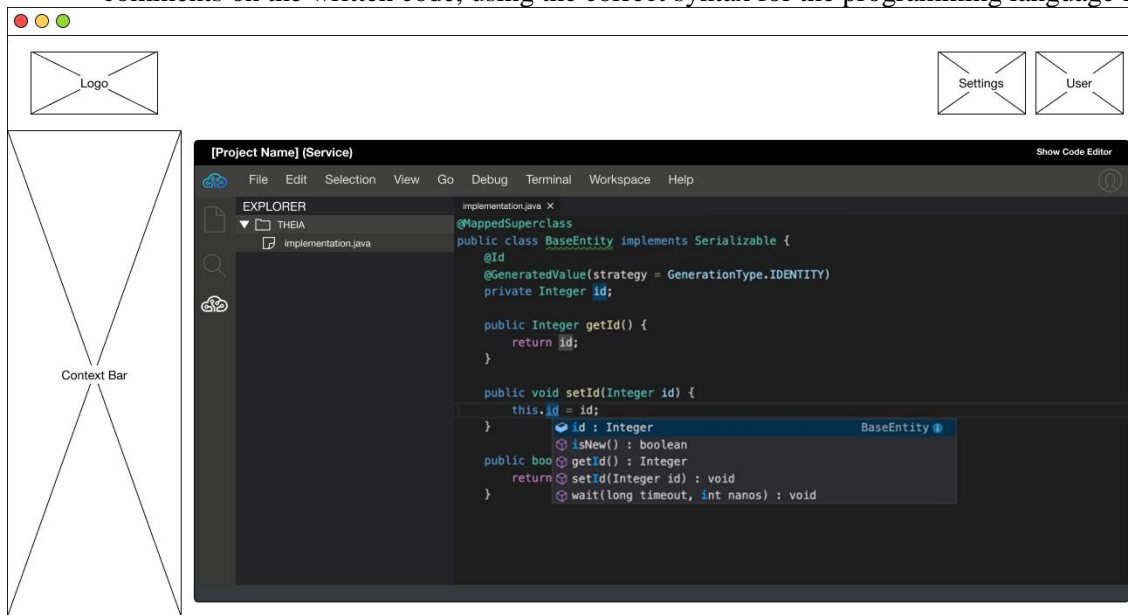 comments on the written code, using the correct syntax for the programming language
Logo
Settings
User
Context Bar
[Project Name] (Service)
Show Code Editor
File Edit Selection View Go Debug Terminal Workspace Help
EXPLORER
THEIA
implementation.java
implementation.java ×
@MappedSuperclass
public class BaseEntity implements Serializable {
@Id
@GeneratedValue(strategy = GenerationType.IDENTITY)
private Integer id;
public Integer getId() {
return id;
}
public void setId(Integer id) {
this.id = id;
}
id : Integer BaseEntity
isNew() : boolean
public boo
getId() : Integer
return
setId(Integer id) : void
}
wait(long timeout, int nanos) : void